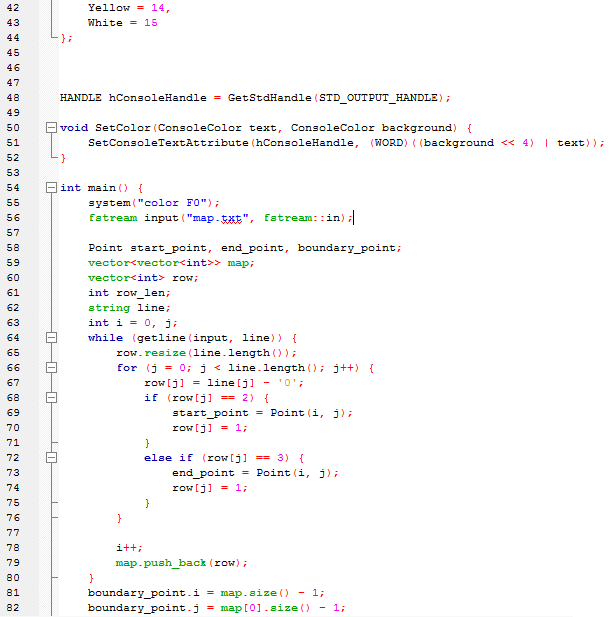 42 Yellow = 14,
43 White = 15
44 };
45
46
47
48 HANDLE hConsoleHandle = GetStdHandle(STD_OUTPUT_HANDLE);
49
50 void SetColor(ConsoleColor text, ConsoleColor background) {
51 SetConsoleTextAttribute(hConsoleHandle, (WORD)((background << 4) | text));
52 }
53
54 int main() {
55 system("color F0");
56 fstream input("map.txt", fstream::in);
57
58 Point start_point, end_point, boundary_point;
59 vector<vector<int>> map;
60 vector<int> row;
61 int row_len;
62 string line;
63 int i = 0, j;
64 while (getline(input, line)) {
65 row.resize(line.length());
66 for (j = 0; j < line.length(); j++) {
67 row[j] = line[j] - '0';
68 if (row[j] == 2) {
69 start_point = Point(i, j);
70 row[j] = 1;
71 }
72 else if (row[j] == 3) {
73 end_point = Point(i, j);
74 row[j] = 1;
75 }
76 }
77
78 i++;
79 map.push_back(row);
80 }
81 boundary_point.i = map.size() - 1;
82 boundary_point.j = map[0].size() - 1;